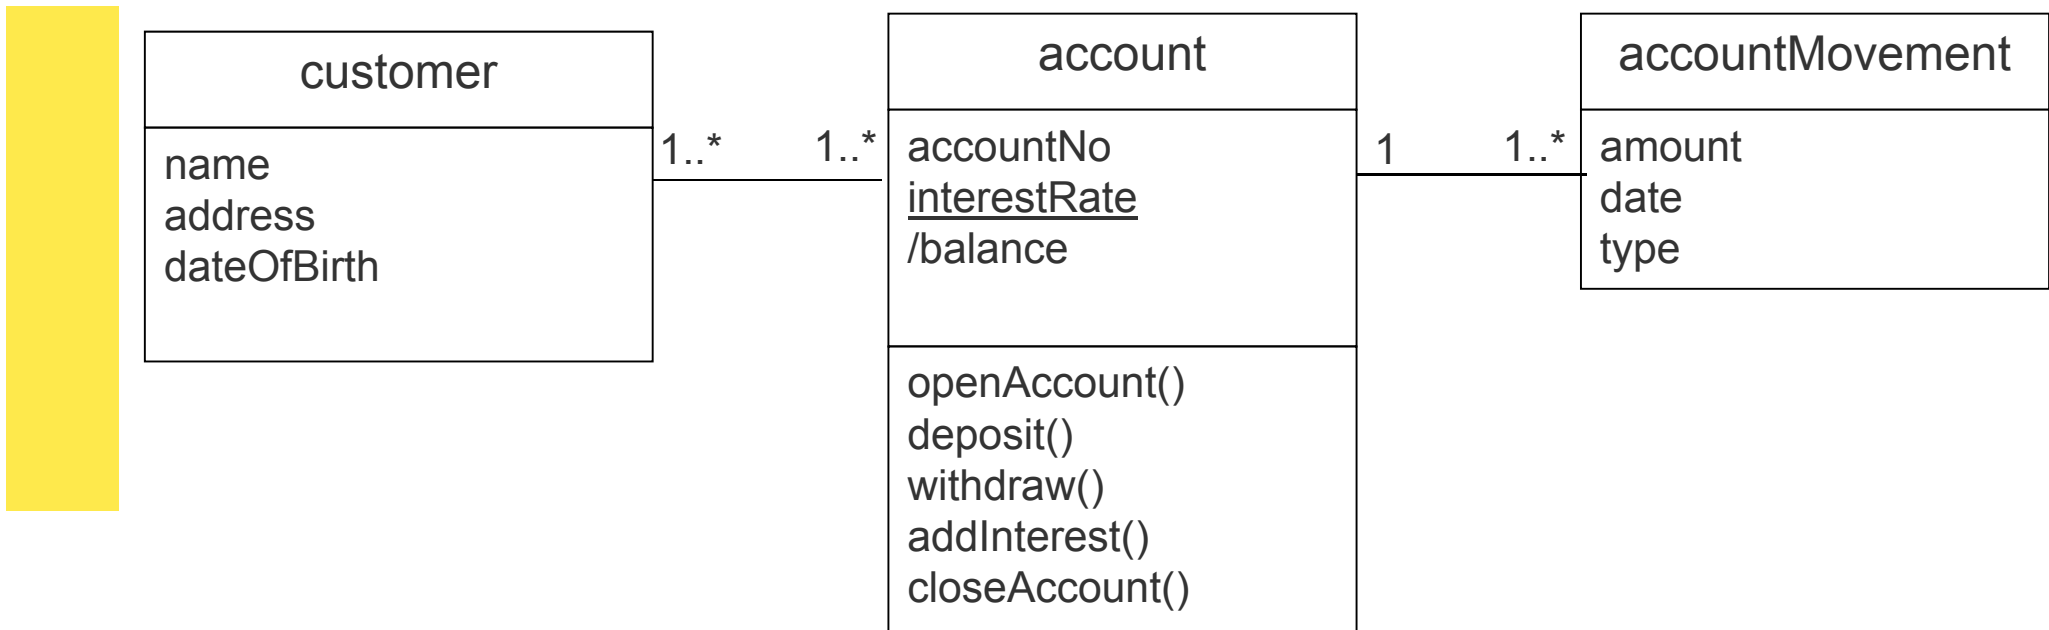 customer
name
address
dateOfBirth
1..*
1..*
account
accountNo
interestRate
/balance
openAccount()
deposit()
withdraw()
addInterest()
closeAccount()
1
1..*
accountMovement
amount
date
type